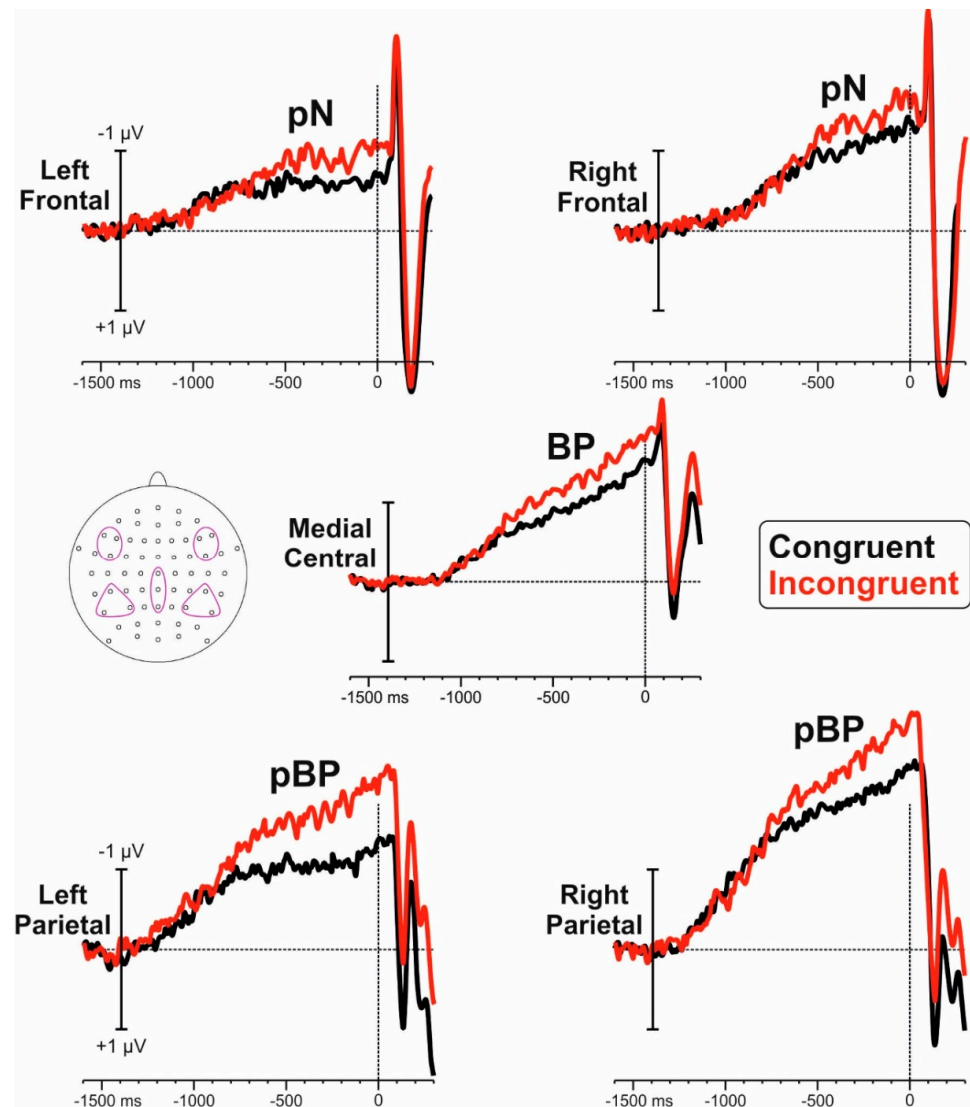 pN
-1 µV
Left
Frontal
+1 µV
-1500 ms -1000 -500 0
pN
Right
Frontal
-1500 ms -1000 -500 0
BP
Medial
Central
-1500 ms -1000 -500 0
Congruent
Incongruent
pBP
-1 µV
Left
Parietal
+1 µV
-1500 ms -1000 -500 0
pBP
Right
Parietal
-1500 ms -1000 -500 0